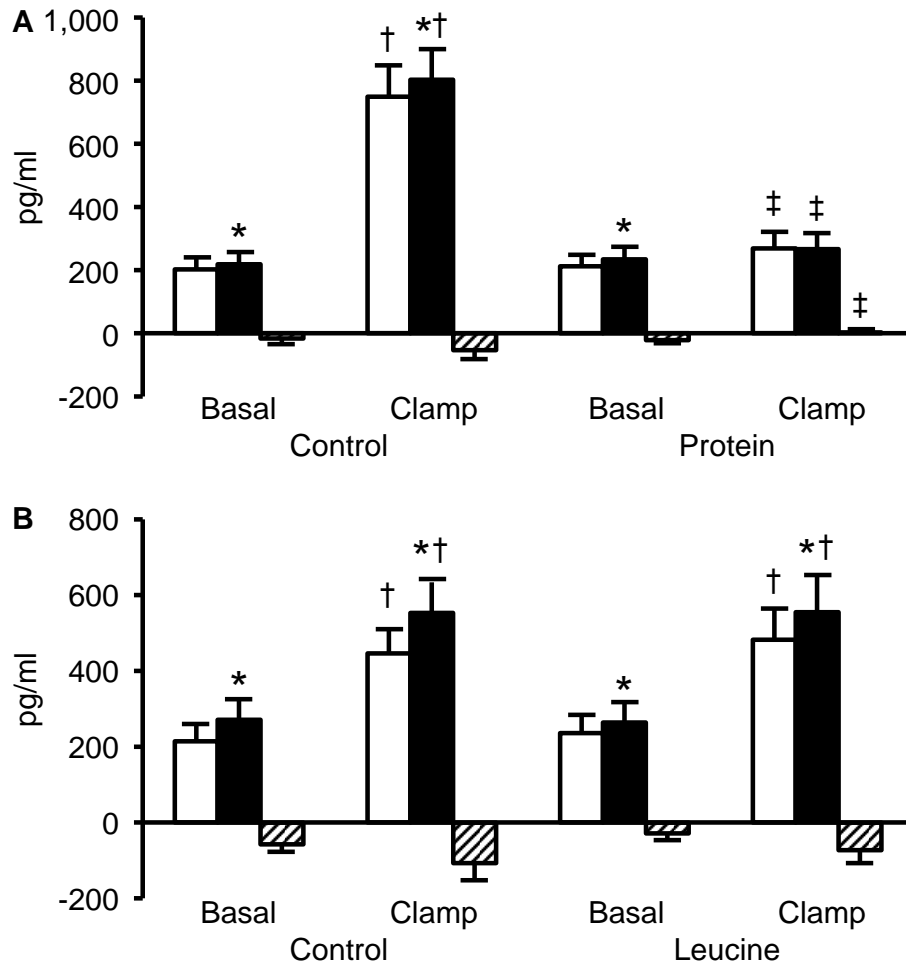 A
1,000
800
600
400
200
0
-200
pg/ml
† *†
* * ‡ ‡ ‡
Basal Clamp Basal Clamp
Control Protein
B
800
600
400
200
0
-200
pg/ml
† *† † *†
* *
Basal Clamp Basal Clamp
Control Leucine